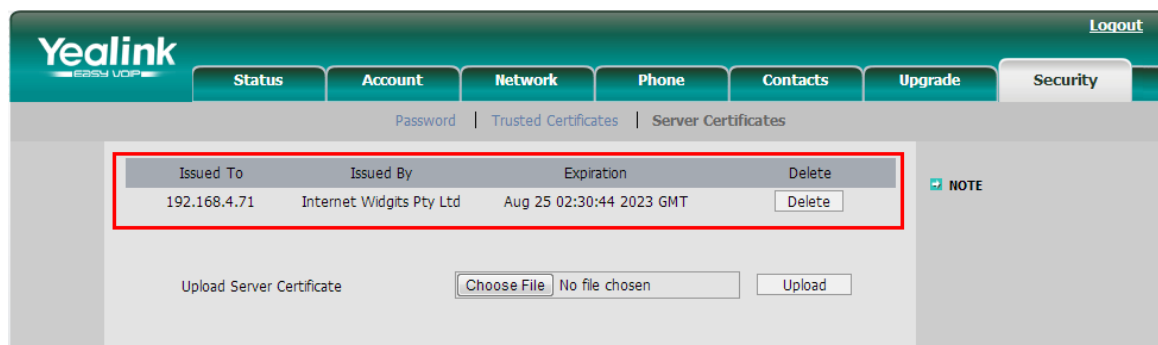 Logout
Yealink
EASY VOIP
Status Account Network Phone Contacts Upgrade Security
Password | Trusted Certificates | Server Certificates
Issued To Issued By Expiration Delete
192.168.4.71 Internet Widgits Pty Ltd Aug 25 02:30:44 2023 GMT Delete
NOTE
Upload Server Certificate Choose File No file chosen Upload